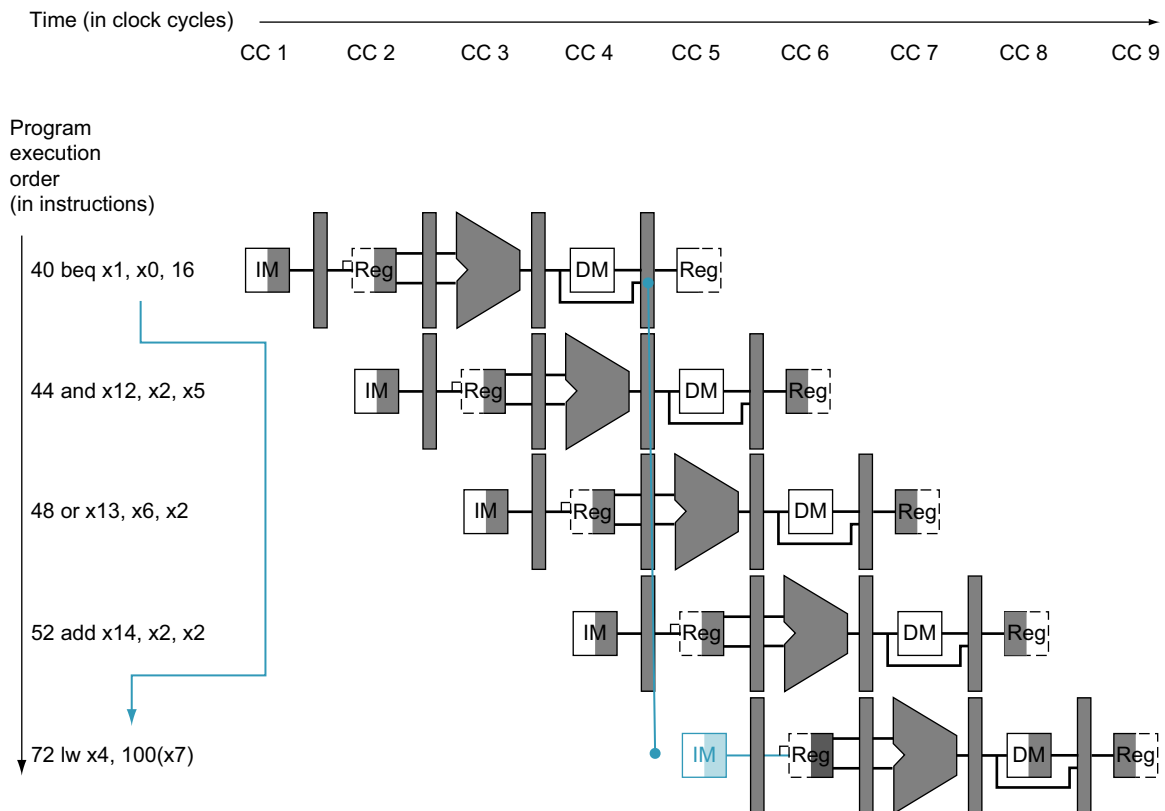 Time (in clock cycles)
CC 1 CC 2 CC 3 CC 4 CC 5 CC 6 CC 7 CC 8 CC 9
Program
execution
order
(in instructions)
40 beq x1, x0, 16 IM Reg DM Reg
44 and x12, x2, x5 IM Reg DM Reg
48 or x13, x6, x2 IM Reg DM Reg
52 add x14, x2, x2 IM Reg DM Reg
72 lw x4, 100(x7) IM Reg DM Reg